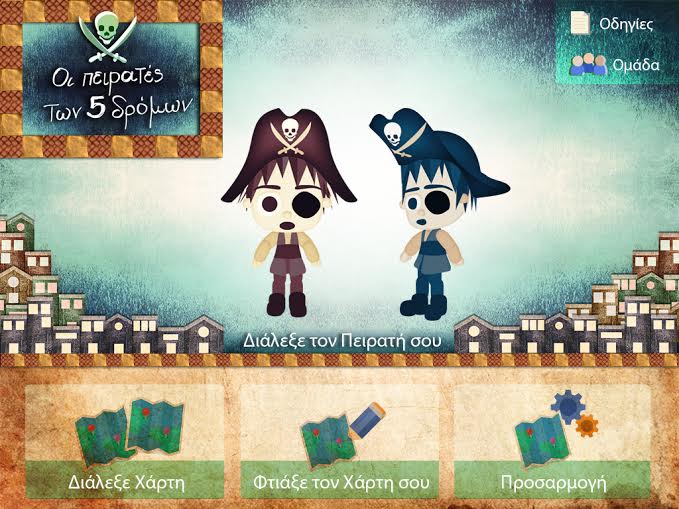 Οι πειρατές
των 5 δρόμων
Οδηγίες
Ομάδα
Διάλεξε τον Πειρατή σου
Διάλεξε Χάρτη
Φτιάξε τον Χάρτη σου
Προσαρμογή